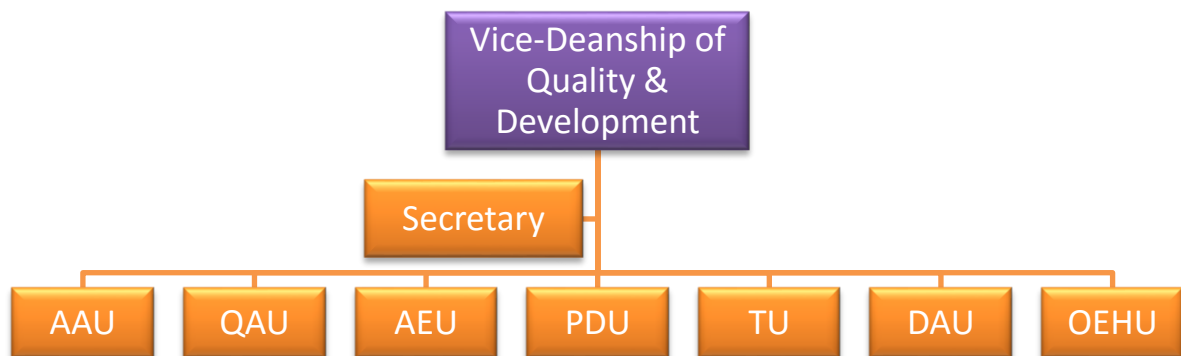 Vice-Deanship of
Quality &
Development
Secretary
AAU
QAU
AEU
PDU
TU
DAU
OEHU